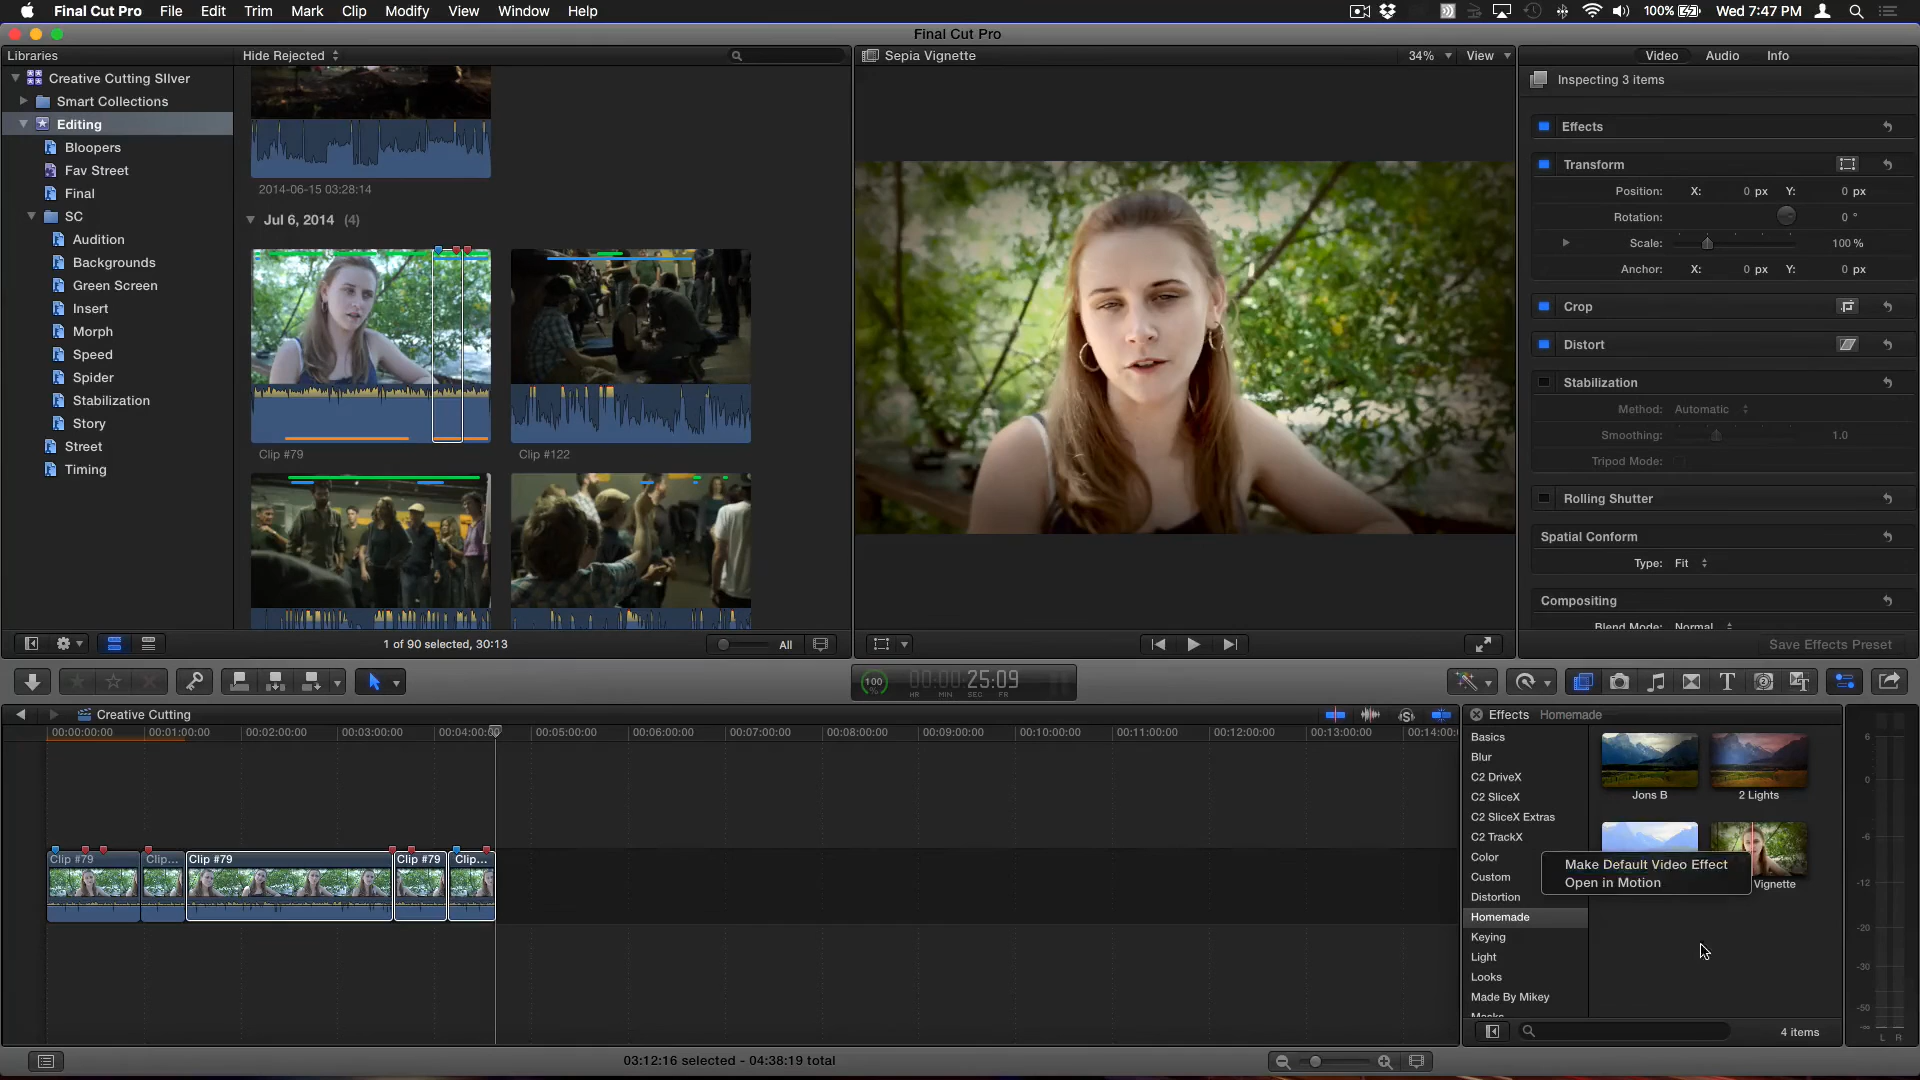 Final Cut Pro File Edit Trim Mark Clip Modify View Window Help 100% Wed 7:47 PM
Final Cut Pro
Libraries Hide Rejected
Sepia Vignette 34% View
Video Audio Info
Creative Cutting SIlver
Smart Collections
Editing
Bloopers
Fav Street
Final
SC
Audition
Backgrounds
Green Screen
Insert
Morph
Speed
Spider
Stabilization
Story
Street
Timing
2014-06-15 03:28:14
Jul 6, 2014 (4)
Clip #79
Clip #122
1 of 90 selected, 30:13
All
Inspecting 3 items
Effects
Transform
Position: X: 0 px Y: 0 px
Rotation: 0 °
Scale: 100 %
Anchor: X: 0 px Y: 0 px
Crop
Distort
Stabilization
Method: Automatic
Smoothing: 1.0
Tripod Mode:
Rolling Shutter
Spatial Conform
Type: Fit
Compositing
Blend Mode: Normal
Save Effects Preset
100 % 00:00:25:09
HR MIN SEC FR
Creative Cutting
00:00:00:00 00:01:00:00 00:02:00:00 00:03:00:00 00:04:00:00 00:05:00:00 00:06:00:00 00:07:00:00 00:08:00:00 00:09:00:00 00:10:00:00 00:11:00:00 00:12:00:00 00:13:00:00 00:14:00:
Clip #79 Clip... Clip #79 Clip #79 Clip...
Effects Homemade
Basics
Blur
C2 DriveX
C2 SliceX
C2 SliceX Extras
C2 TrackX
Color
Custom
Distortion
Homemade
Keying
Light
Looks
Made By Mikey
Masks
Jons B
2 Lights
Make Default Video Effect
Open in Motion
Vignette
4 items
6
0
-6
-12
-20
-30
-50
-∞
L R
03:12:16 selected - 04:38:19 total